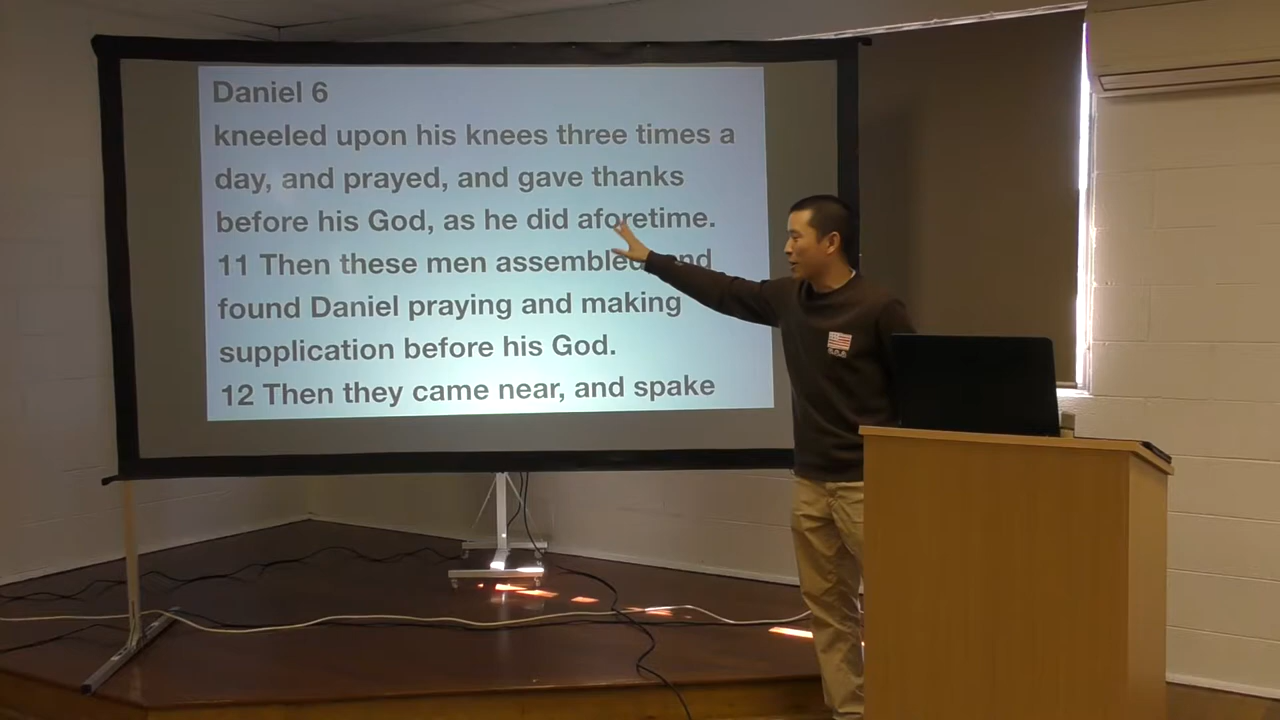 Daniel 6
kneeled upon his knees three times a
day, and prayed, and gave thanks
before his God, as he did aforetime.
11 Then these men assembled, and
found Daniel praying and making
supplication before his God.
12 Then they came near, and spake